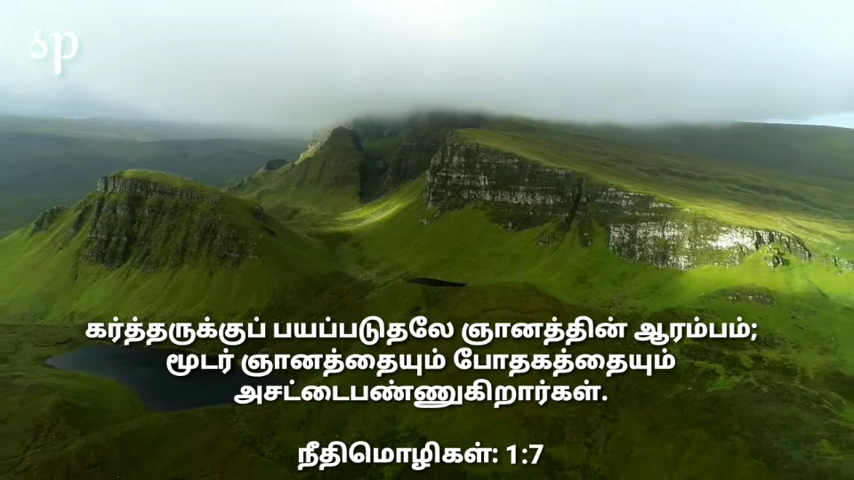 sp
கர்த்தருக்குப் பயப்படுதலே ஞானத்தின் ஆரம்பம்;
மூடர் ஞானத்தையும் போதகத்தையும்
அசட்டைபண்ணுகிறார்கள்.
நீதிமொழிகள்: 1:7